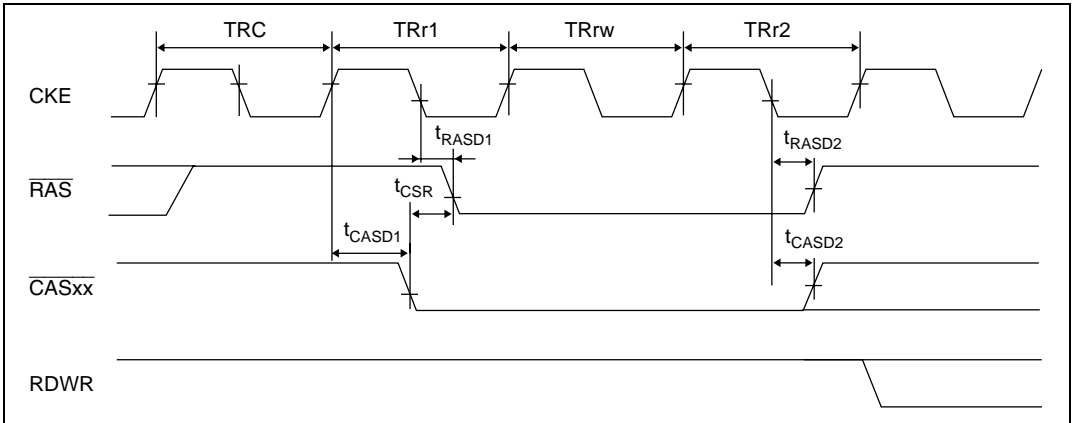 TRC TRr1 TRrw TRr2
CKE
tRASD1 tRASD2
RAS
tCSR
tCASD1 tCASD2
CASxx
RDWR